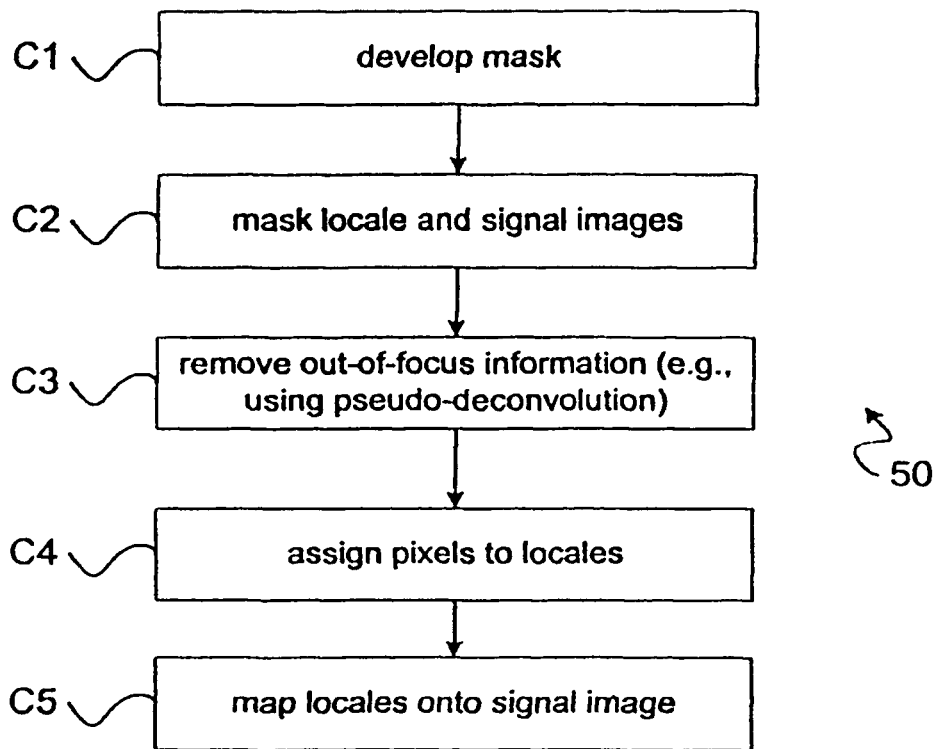 C1
develop mask
C2
mask locale and signal images
C3
remove out-of-focus information (e.g.,
using pseudo-deconvolution)
50
C4
assign pixels to locales
C5
map locales onto signal image